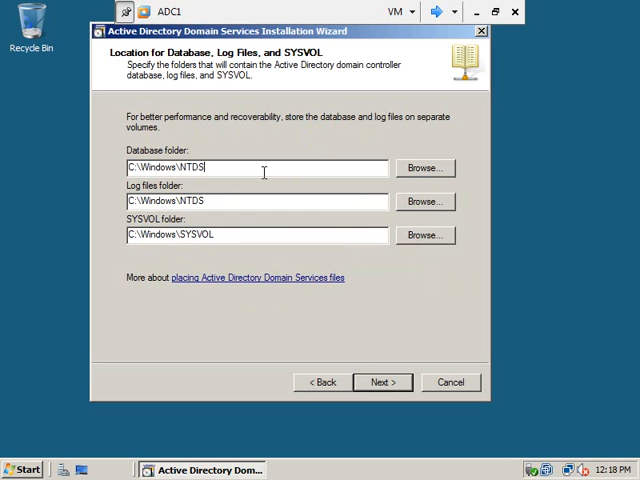 ADC1
VM
Recycle Bin
Active Directory Domain Services Installation Wizard
Location for Database, Log Files, and SYSVOL
Specify the folders that will contain the Active Directory domain controller
database, log files, and SYSVOL.
For better performance and recoverability, store the database and log files on separate
volumes.
Database folder:
C:\Windows\NTDS
Browse...
Log files folder:
C:\Windows\NTDS
Browse...
SYSVOL folder:
C:\Windows\SYSVOL
Browse...
More about placing Active Directory Domain Services files
< Back
Next >
Cancel
Start
Active Directory Dom...
12:18 PM